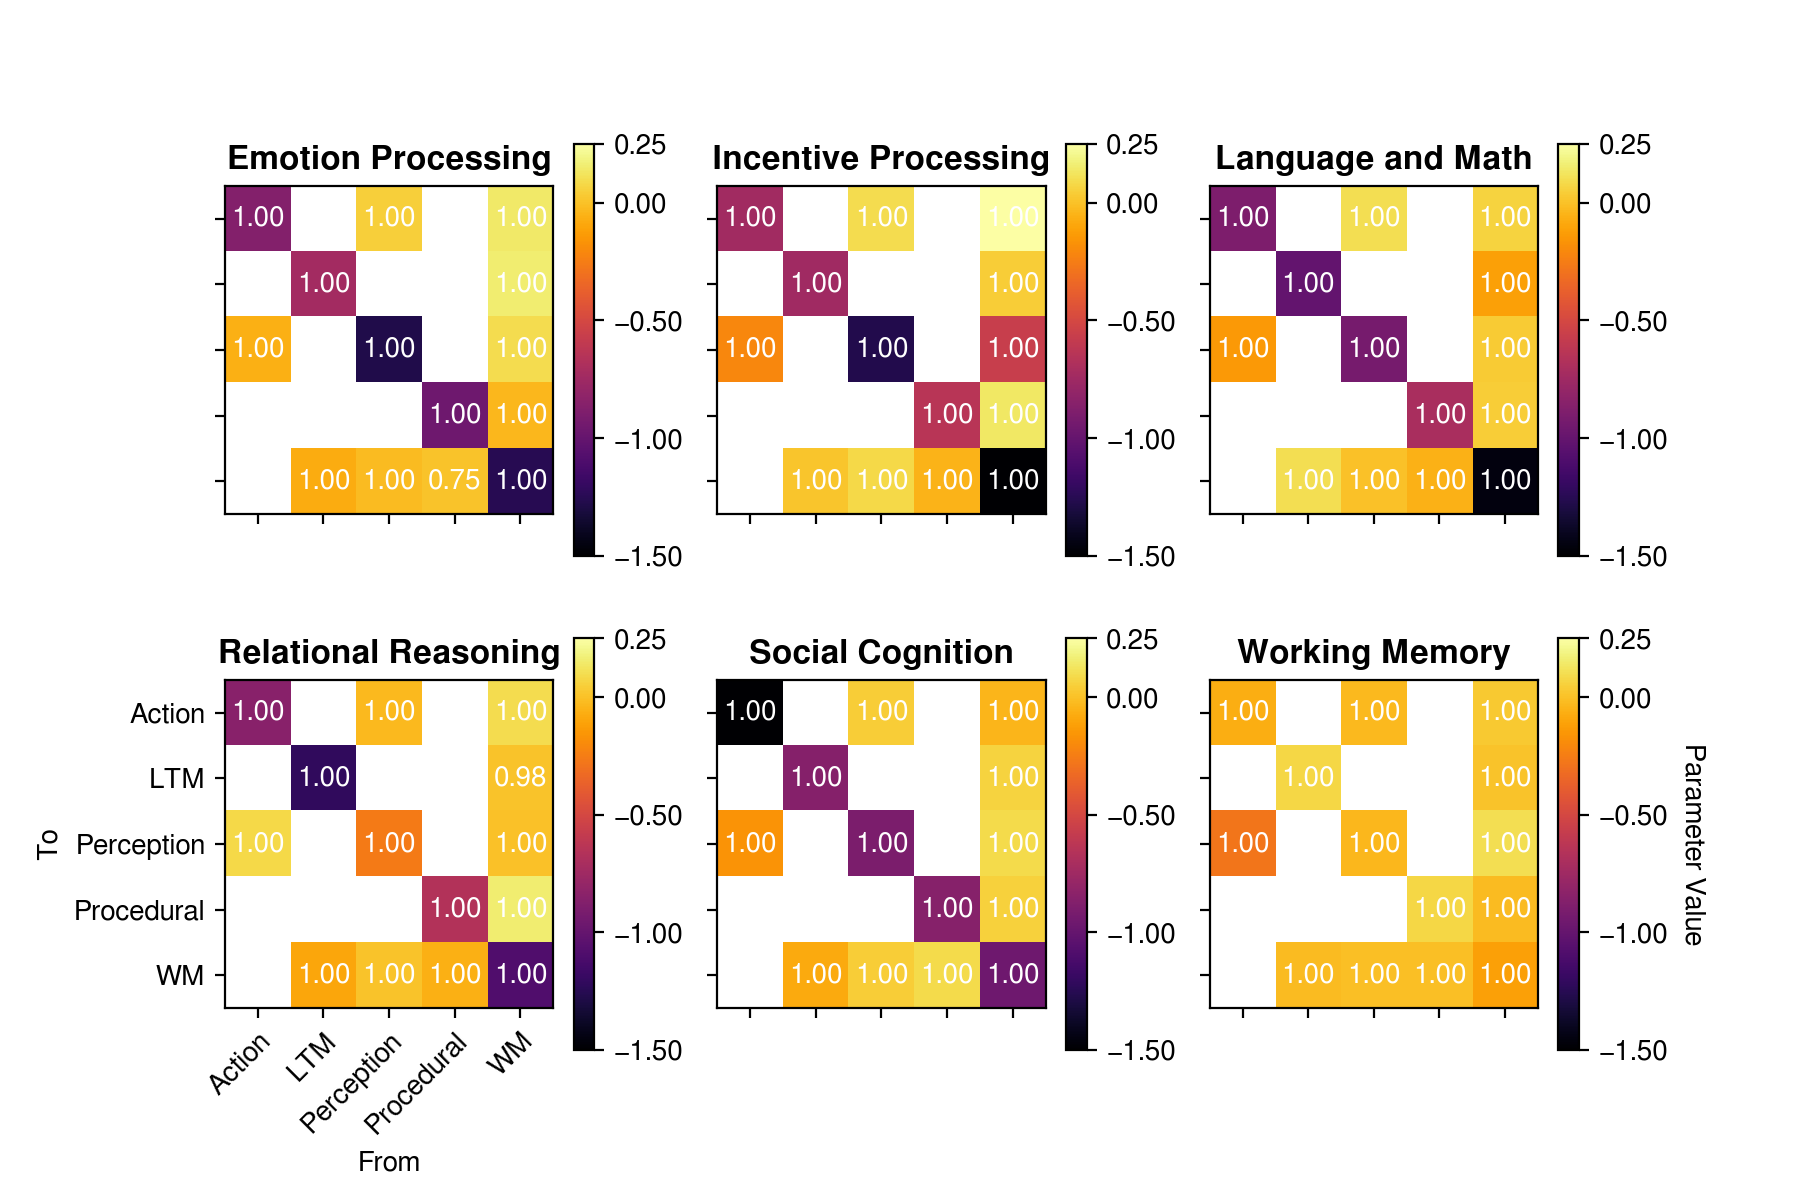 Emotion Processing
1.00 1.00 1.00
1.00 1.00
1.00 1.00 1.00
1.00 1.00
1.00 1.00 0.75 1.00
0.25
0.00
−0.50
−1.00
−1.50
Incentive Processing
1.00 1.00 1.00
1.00 1.00
1.00 1.00 1.00
1.00 1.00
1.00 1.00 1.00 1.00
0.25
0.00
−0.50
−1.00
−1.50
Language and Math
1.00 1.00 1.00
1.00 1.00
1.00 1.00 1.00
1.00 1.00
1.00 1.00 1.00 1.00
0.25
0.00
−0.50
−1.00
−1.50
Relational Reasoning
To
Action 1.00 1.00 1.00
LTM 1.00 0.98
Perception 1.00 1.00 1.00
Procedural 1.00 1.00
WM 1.00 1.00 1.00 1.00
Action LTM Perception Procedural WM
From
0.25
0.00
−0.50
−1.00
−1.50
Social Cognition
1.00 1.00 1.00
1.00 1.00
1.00 1.00 1.00
1.00 1.00
1.00 1.00 1.00 1.00
0.25
0.00
−0.50
−1.00
−1.50
Working Memory
1.00 1.00 1.00
1.00 1.00
1.00 1.00 1.00
1.00 1.00
1.00 1.00 1.00 1.00
0.25
0.00
−0.50
−1.00
−1.50
Parameter Value